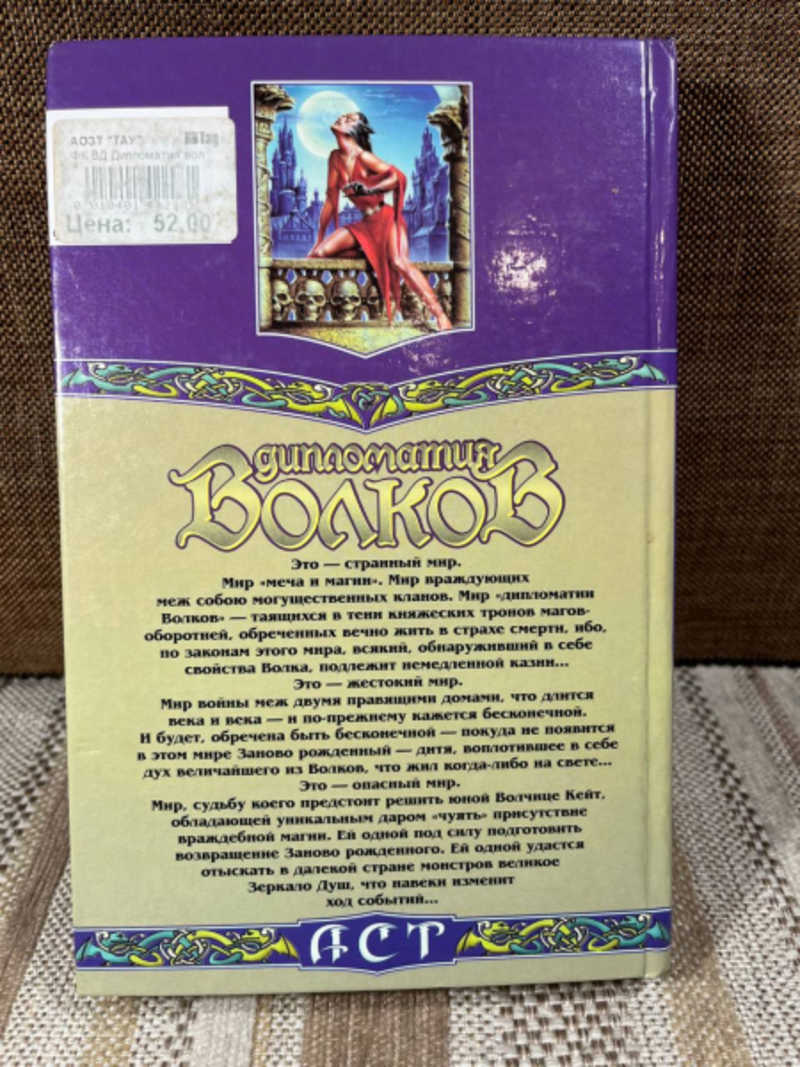 АОЗТ "ТАУ"
ФК ВД Дипломатия вол
Цена: 52,00
Дипломатия
Волков
Это — странный мир.
Мир «меча и магии». Мир враждующих
меж собою могущественных кланов. Мир «дипломатии
Волков» — таящихся в тени княжеских тронов магов-
оборотней, обреченных вечно жить в страхе смерти, ибо,
по законам этого мира, всякий, обнаруживший в себе
свойства Волка, подлежит немедленной казни...
Это — жестокий мир.
Мир войны меж двумя правящими домами, что длится
века и века — и по-прежнему кажется бесконечной.
И будет, обречена быть бесконечной — покуда не появится
в этом мире Заново рожденный — дитя, воплотившее в себе
дух величайшего из Волков, что жил когда-либо на свете...
Это — опасный мир.
Мир, судьбу коего предстоит решить юной Волчице Кейт,
обладающей уникальным даром «чуять» присутствие
враждебной магии. Ей одной под силу подготовить
возвращение Заново рожденного. Ей одной удастся
отыскать в далекой стране монстров великое
Зеркало Душ, что навеки изменит
ход событий...
АСТ